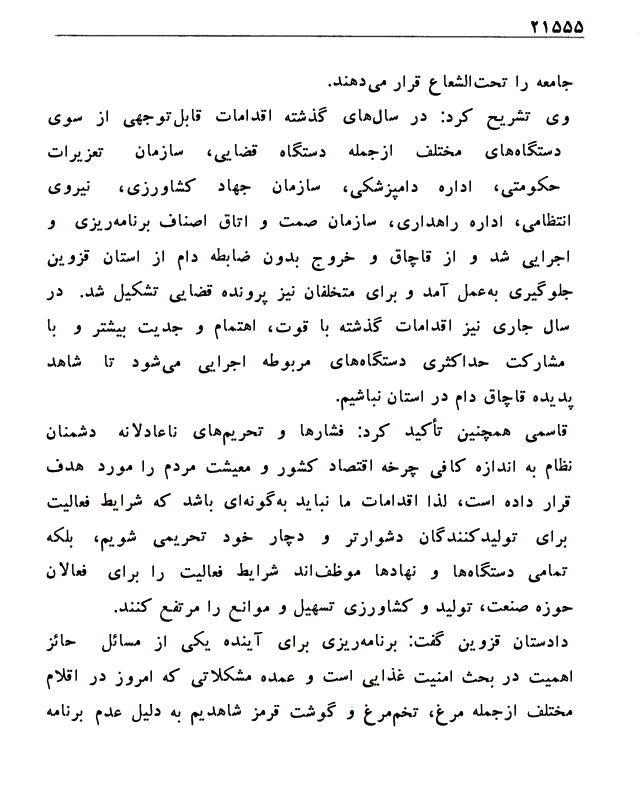 ۲۱۵۵۵
جامعه را تحت‌الشعاع قرار می‌دهند.
وی تشریح کرد: در سال‌های گذشته اقدامات قابل‌توجهی از سوی
دستگاه‌های مختلف ازجمله دستگاه قضایی، سازمان تعزیرات
حکومتی، اداره دامپزشکی، سازمان جهاد کشاورزی، نیروی
انتظامی، اداره راهداری، سازمان صمت و اتاق اصناف برنامه‌ریزی و
اجرایی شد و از قاچاق و خروج بدون ضابطه دام از استان قزوین
جلوگیری به‌عمل آمد و برای متخلفان نیز پرونده قضایی تشکیل شد. در
سال جاری نیز اقدامات گذشته با قوت، اهتمام و جدیت بیشتر و با
مشارکت حداکثری دستگاه‌های مربوطه اجرایی می‌شود تا شاهد
پدیده قاچاق دام در استان نباشیم.
قاسمی همچنین تأکید کرد: فشارها و تحریم‌های ناعادلانه دشمنان
نظام به اندازه کافی چرخه اقتصاد کشور و معیشت مردم را مورد هدف
قرار داده است، لذا اقدامات ما نباید به‌گونه‌ای باشد که شرایط فعالیت
برای تولیدکنندگان دشوارتر و دچار خود تحریمی شویم، بلکه
تمامی دستگاه‌ها و نهادها موظف‌اند شرایط فعالیت را برای فعالان
حوزه صنعت، تولید و کشاورزی تسهیل و موانع را مرتفع کنند.
دادستان قزوین گفت: برنامه‌ریزی برای آینده یکی از مسائل حائز
اهمیت در بحث امنیت غذایی است و عمده مشکلاتی که امروز در اقلام
مختلف ازجمله مرغ، تخم‌مرغ و گوشت قرمز شاهدیم به دلیل عدم برنامه